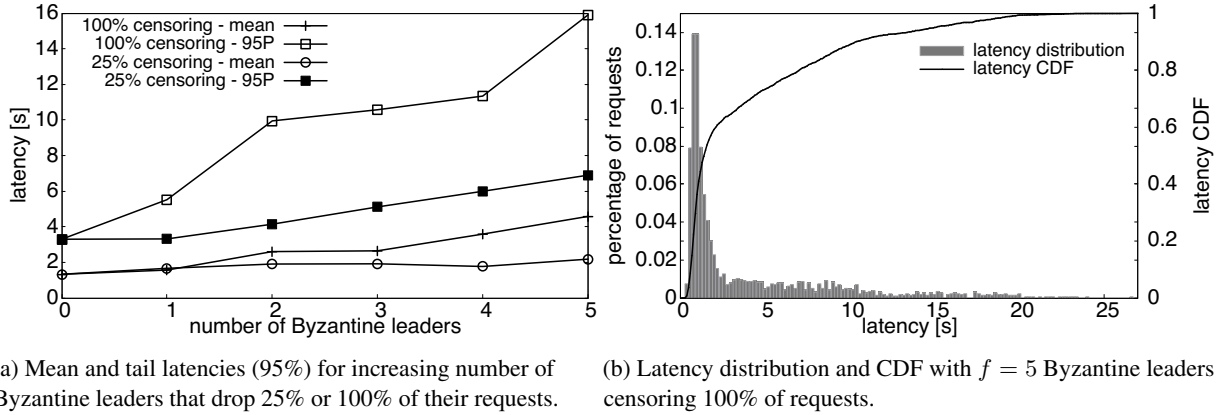 16
14
12
10
8
6
4
2
0
latency [s]
100% censoring - mean
100% censoring - 95P
25% censoring - mean
25% censoring - 95P
0 1 2 3 4 5
number of Byzantine leaders
0.14
0.12
0.1
0.08
0.06
0.04
0.02
0
percentage of requests
latency distribution
latency CDF
1
0.8
0.6
0.4
0.2
0
latency CDF
0 5 10 15 20 25
latency [s]
a) Mean and tail latencies (95%) for increasing number of
Byzantine leaders that drop 25% or 100% of their requests.
(b) Latency distribution and CDF with f = 5 Byzantine leaders
censoring 100% of requests.